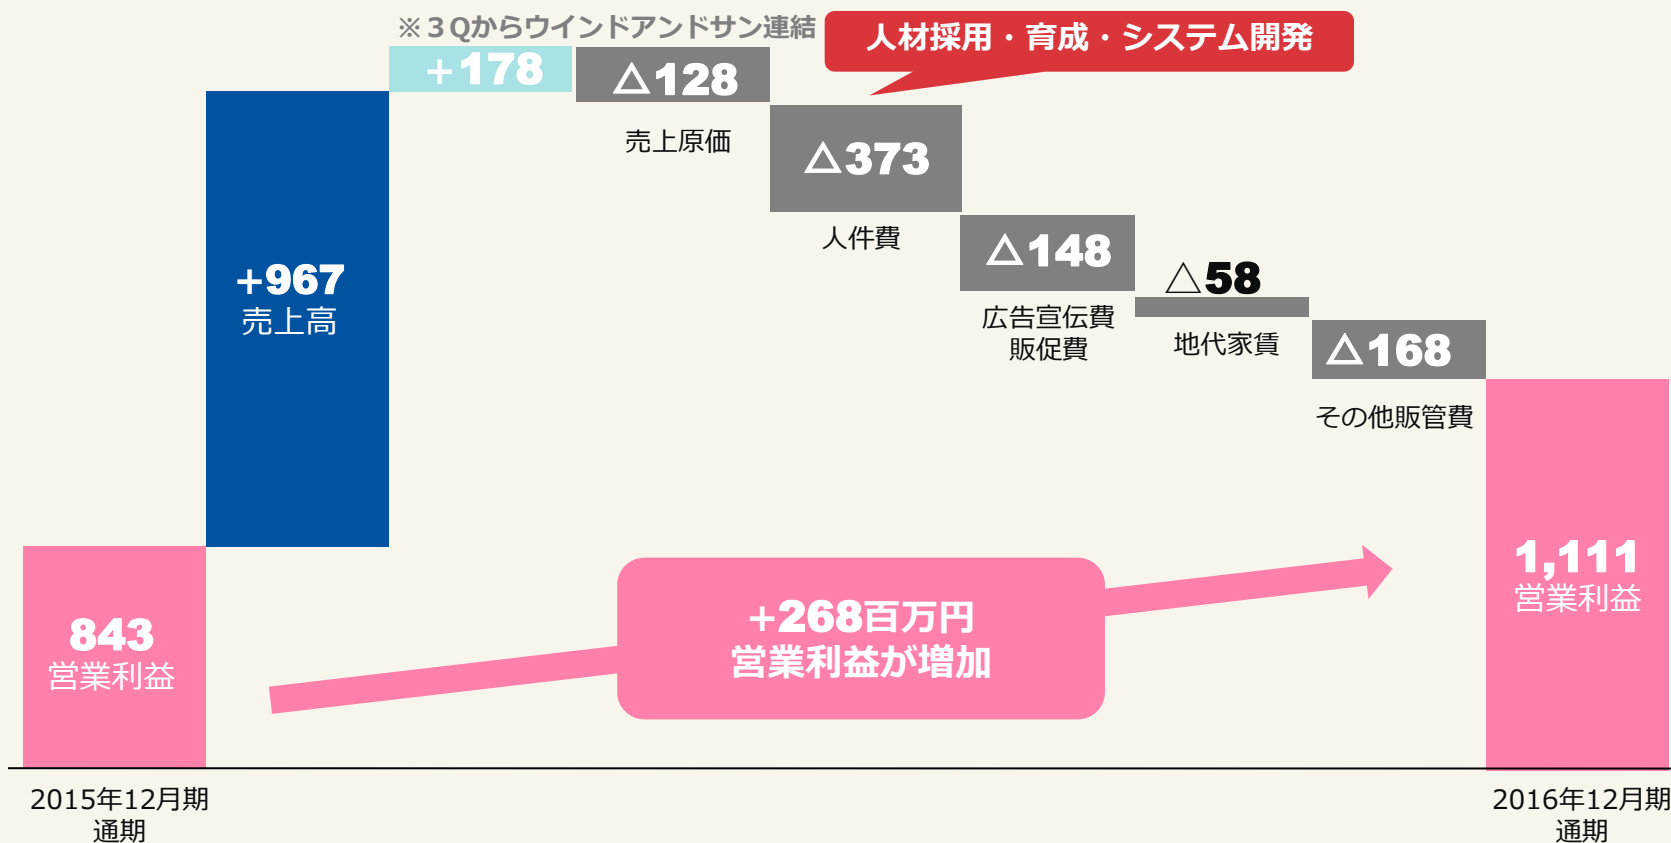 ※３Qからウインドアンドサン連結
人材採用・育成・システム開発
+178
△128
売上原価
△373
人件費
+967
売上高
△148
広告宣伝費
販促費
△58
地代家賃
△168
その他販管費
843
営業利益
+268百万円
営業利益が増加
1,111
営業利益
2015年12月期
通期
2016年12月期
通期